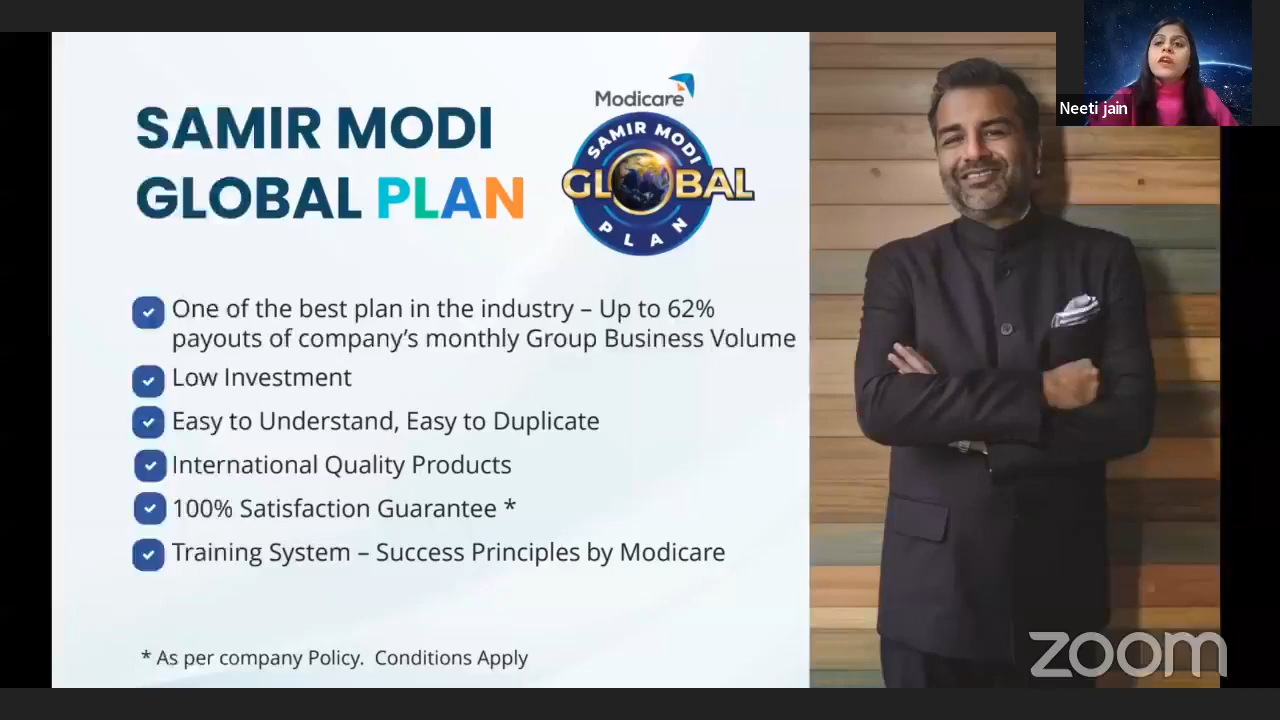 SAMIR MODI
GLOBAL PLAN
Modicare
SAMIR MODI
GLOBAL
PLAN
One of the best plan in the industry – Up to 62%
payouts of company’s monthly Group Business Volume
Low Investment
Easy to Understand, Easy to Duplicate
International Quality Products
100% Satisfaction Guarantee *
Training System – Success Principles by Modicare
* As per company Policy. Conditions Apply
Neeti jain
zoom